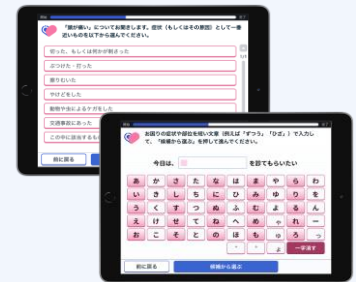 「腕が痛い」についてお聞きします。症状（もしくはその原因）として一番
近いものを以下から選んでください。
切った、もしくは何かが刺さった
ぶつけた・打った
擦りむいた
やけどをした
動物や虫によるケガをした
交通事故にあった
この中に該当するも
1/1
前に戻る
お困りの症状や部位を短い文章（例えば「ずつう」「ひざ」）で入力し
て、「候補から選ぶ」を押して進んでください。
今日は、
を診てもらいたい
あ か さ た な は ま や ら わ
い き し ち に ひ み ゆ り を
う く す つ ぬ ふ む よ る ん
え け せ て ね へ め ゃ れ ー
お こ そ と の ほ も ゅ ろ っ
゛ ゜ ょ 一字消す
前に戻る
候補から選ぶ